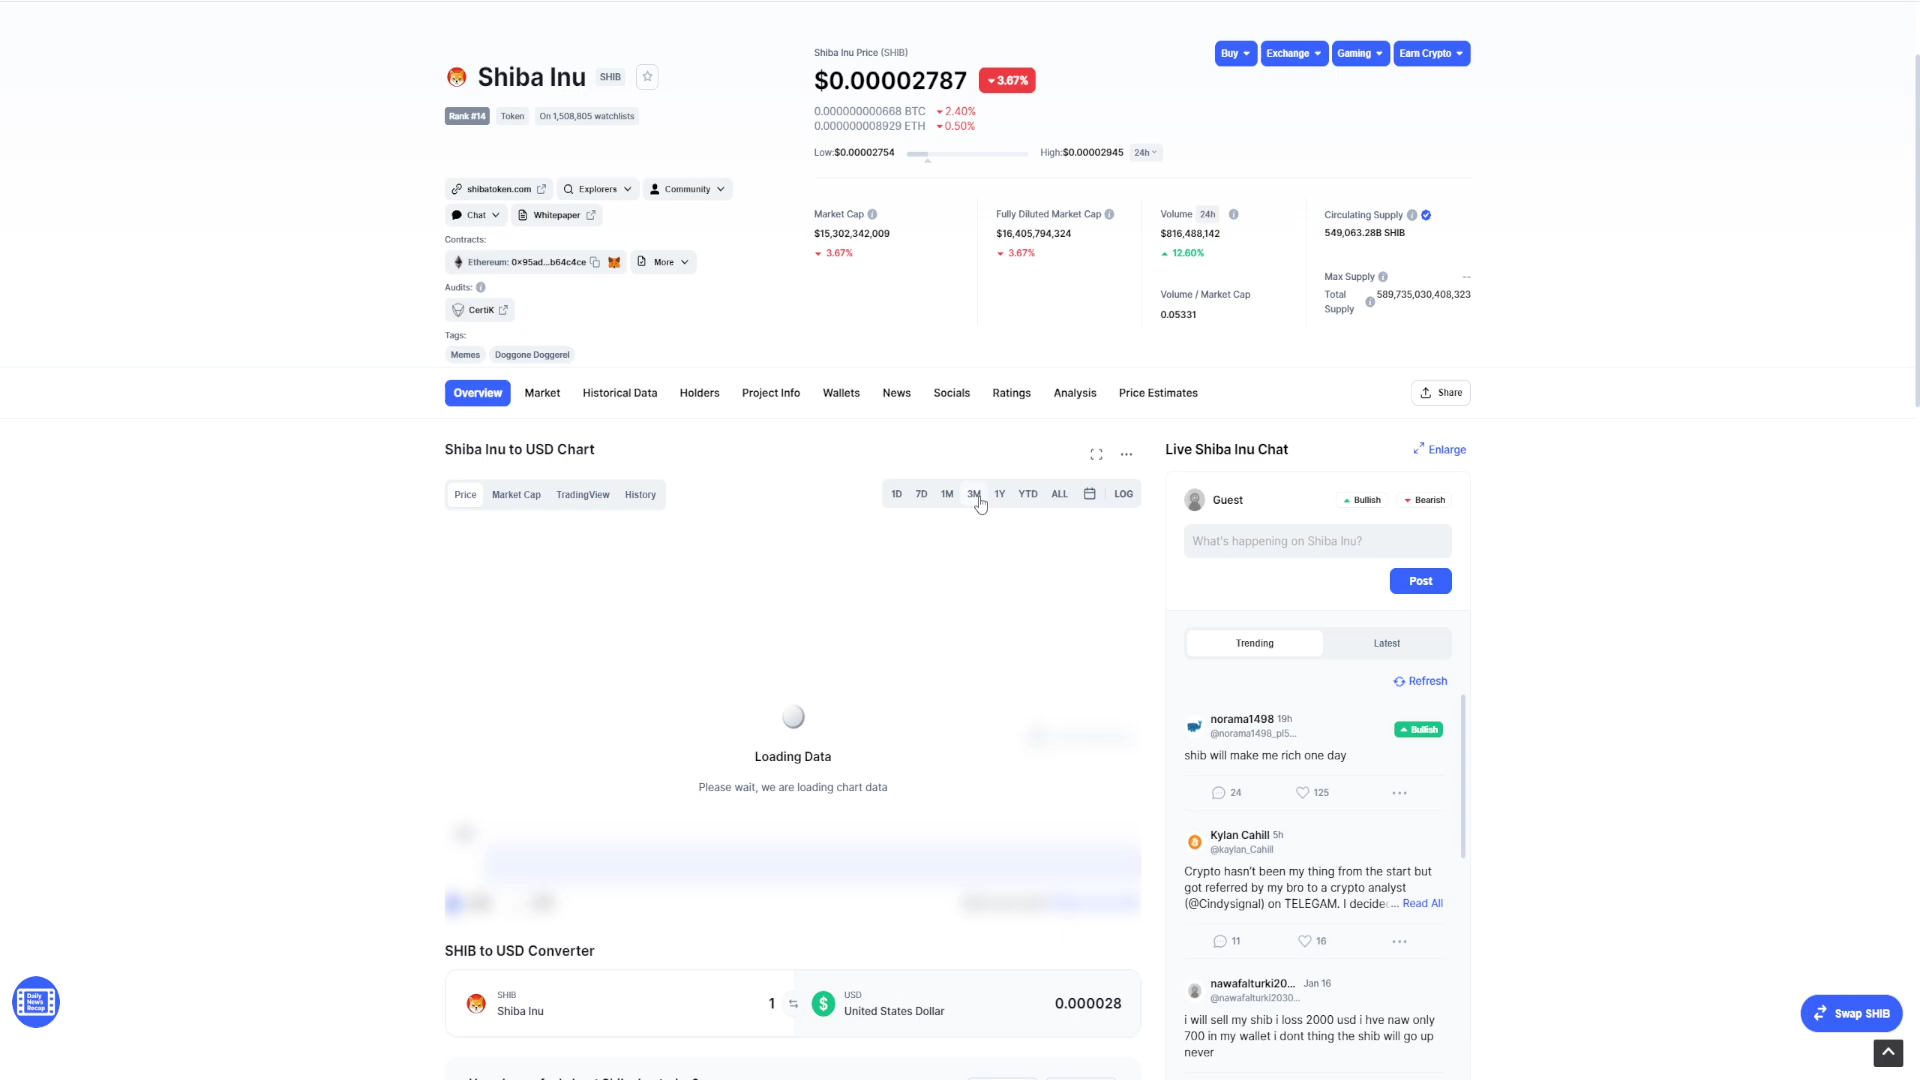 Shiba Inu SHIB
Rank #14 Token On 1,508,805 watchlists
shibatoken.com Explorers Community
Chat Whitepaper
Contracts:
Ethereum: 0x95ad...b64c4ce More
Audits:
CertiK
Tags:
Memes Doggone Doggerel
Shiba Inu Price (SHIB)
$0.00002787 3.67%
0.000000000668 BTC 2.40%
0.000000008929 ETH 0.50%
Low:$0.00002754 High:$0.00002945 24h
Buy Exchange Gaming Earn Crypto
Market Cap
$15,302,342,009
3.67%
Fully Diluted Market Cap
$16,405,794,324
3.67%
Volume 24h
$816,488,142
12.60%
Volume / Market Cap
0.05331
Circulating Supply
549,063.28B SHIB
Max Supply --
Total Supply 589,735,030,408,323
Overview Market Historical Data Holders Project Info Wallets News Socials Ratings Analysis Price Estimates Share
Shiba Inu to USD Chart
Price Market Cap TradingView History 1D 7D 1M 3M 1Y YTD ALL LOG
Loading Data
Please wait, we are loading chart data
SHIB to USD Converter
SHIB
Shiba Inu 1
USD
United States Dollar 0.000028
Live Shiba Inu Chat Enlarge
Guest Bullish Bearish
What's happening on Shiba Inu?
Post
Trending Latest
Refresh
norama1498 19h
@norama1498_pl5... Bullish
shib will make me rich one day
24 125 ...
Kylan Cahill 5h
@kaylan_Cahill
Crypto hasn't been my thing from the start but
got referred by my bro to a crypto analyst
(@Cindysignal) on TELEGAM. I decide... Read All
11 16 ...
nawafalturki20... Jan 16
@nawafalturki2030...
i will sell my shib i loss 2000 usd i hve naw only
700 in my wallet i dont thing the shib will go up
never
Daily
News
Recap
Swap SHIB